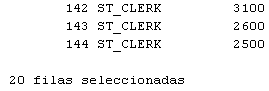 142 ST_CLERK 3100
143 ST_CLERK 2600
144 ST_CLERK 2500
20 filas seleccionadas